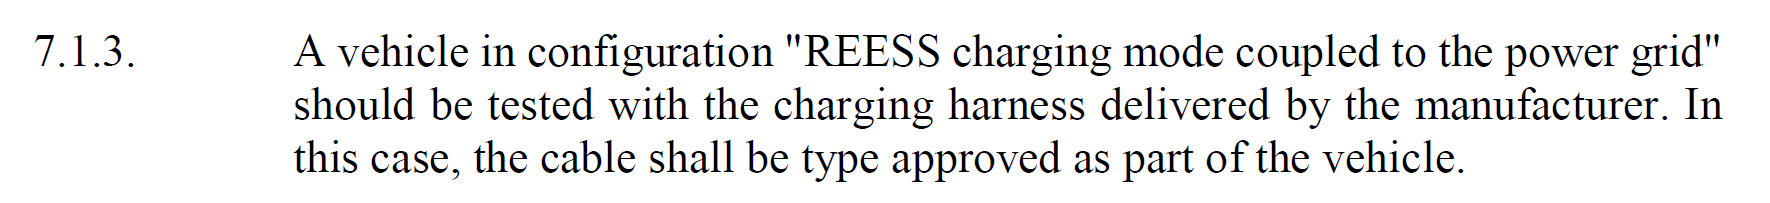 7.1.3. A vehicle in configuration "REESS charging mode coupled to the power grid"
should be tested with the charging harness delivered by the manufacturer. In
this case, the cable shall be type approved as part of the vehicle.